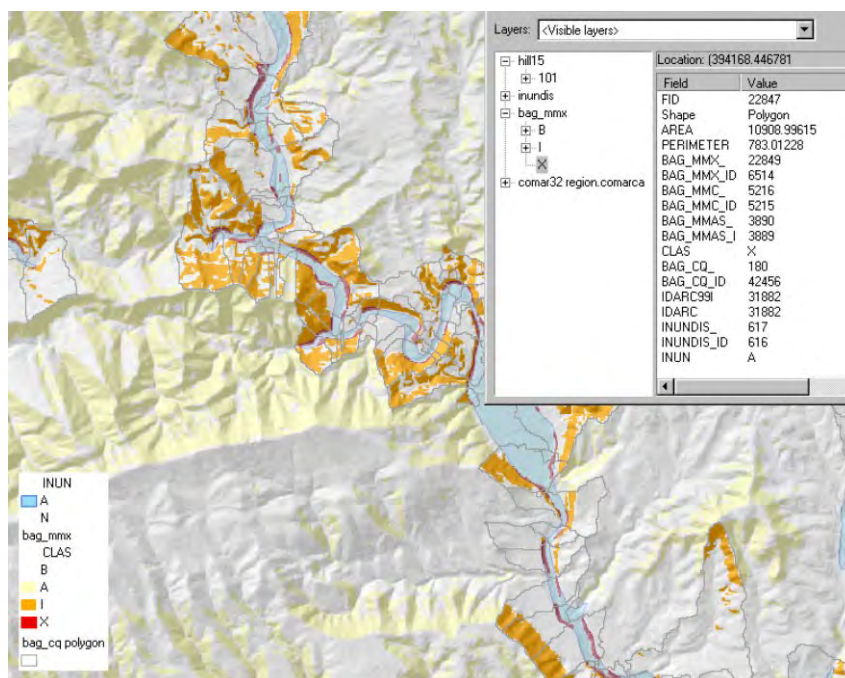 Layers: <Visible layers>
hill15
101
inundis
bag_mmx
B
I
X
comar32 region.comarca
Location: (394168.446781
Field Value
FID 22847
Shape Polygon
AREA 10908.99615
PERIMETER 783.01228
BAG_MMX_ 22849
BAG_MMX_ID 6514
BAG_MMC_ 5216
BAG_MMC_ID 5215
BAG_MMAS_ 3890
BAG_MMAS_I 3889
CLAS X
BAG_CQ_ 180
BAG_CQ_ID 42456
IDARC99I 31882
IDARC 31882
INUNDIS_ 617
INUNDIS_ID 616
INUN A
INUN
A
N
bag_mmx
CLAS
B
A
I
X
bag_cq polygon